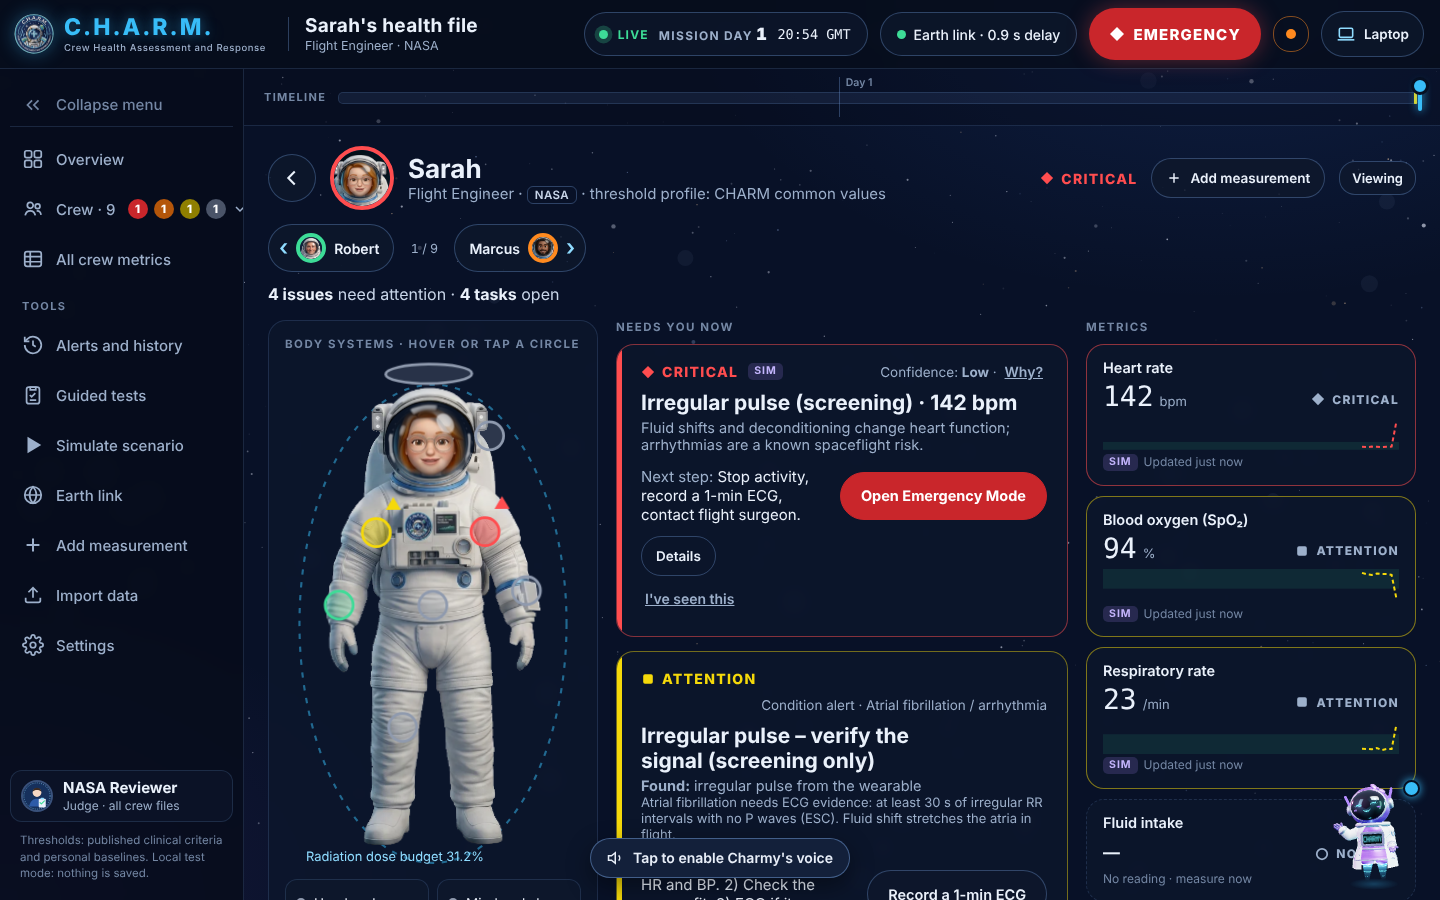 C.H.A.R.M.
Crew Health Assessment and Response
Sarah's health file
Flight Engineer · NASA
LIVE MISSION DAY 1 20:54 GMT
Earth link · 0.9 s delay
EMERGENCY
Laptop
Collapse menu
Overview
Crew · 9 1 1 1 1
All crew metrics
TOOLS
Alerts and history
Guided tests
Simulate scenario
Earth link
Add measurement
Import data
Settings
NASA Reviewer
Judge · all crew files
Thresholds: published clinical criteria
and personal baselines. Local test
mode: nothing is saved.
TIMELINE
Day 1
Sarah
Flight Engineer · NASA · threshold profile: CHARM common values
CRITICAL
Add measurement
Viewing
Robert
1 / 9
Marcus
4 issues need attention · 4 tasks open
BODY SYSTEMS · HOVER OR TAP A CIRCLE
Radiation dose budget 31.2%
NEEDS YOU NOW
CRITICAL SIM
Confidence: Low · Why?
Irregular pulse (screening) · 142 bpm
Fluid shifts and deconditioning change heart function;
arrhythmias are a known spaceflight risk.
Next step: Stop activity,
record a 1-min ECG,
contact flight surgeon.
Open Emergency Mode
Details
I've seen this
ATTENTION
Condition alert · Atrial fibrillation / arrhythmia
Irregular pulse – verify the
signal (screening only)
Found: irregular pulse from the wearable
Atrial fibrillation needs ECG evidence: at least 30 s of irregular RR
intervals with no P waves (ESC). Fluid shift stretches the atria in
flight.
Tap to enable Charmy's voice
HR and BP. 2) Check the
Record a 1-min ECG
METRICS
Heart rate
142 bpm
CRITICAL
SIM Updated just now
Blood oxygen (SpO₂)
94 %
ATTENTION
SIM Updated just now
Respiratory rate
23 /min
ATTENTION
SIM Updated just now
Fluid intake
—
No reading · measure now
CHARM